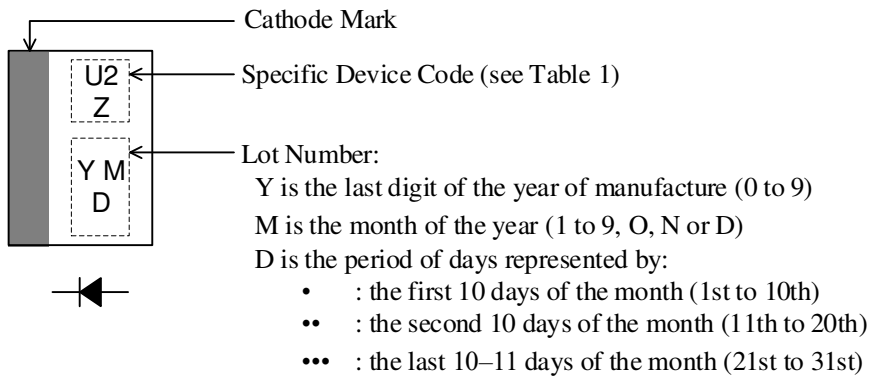 Cathode Mark
U2
Z
Specific Device Code (see Table 1)
Y M
D
Lot Number:
Y is the last digit of the year of manufacture (0 to 9)
M is the month of the year (1 to 9, O, N or D)
D is the period of days represented by:
• : the first 10 days of the month (1st to 10th)
•• : the second 10 days of the month (11th to 20th)
••• : the last 10–11 days of the month (21st to 31st)